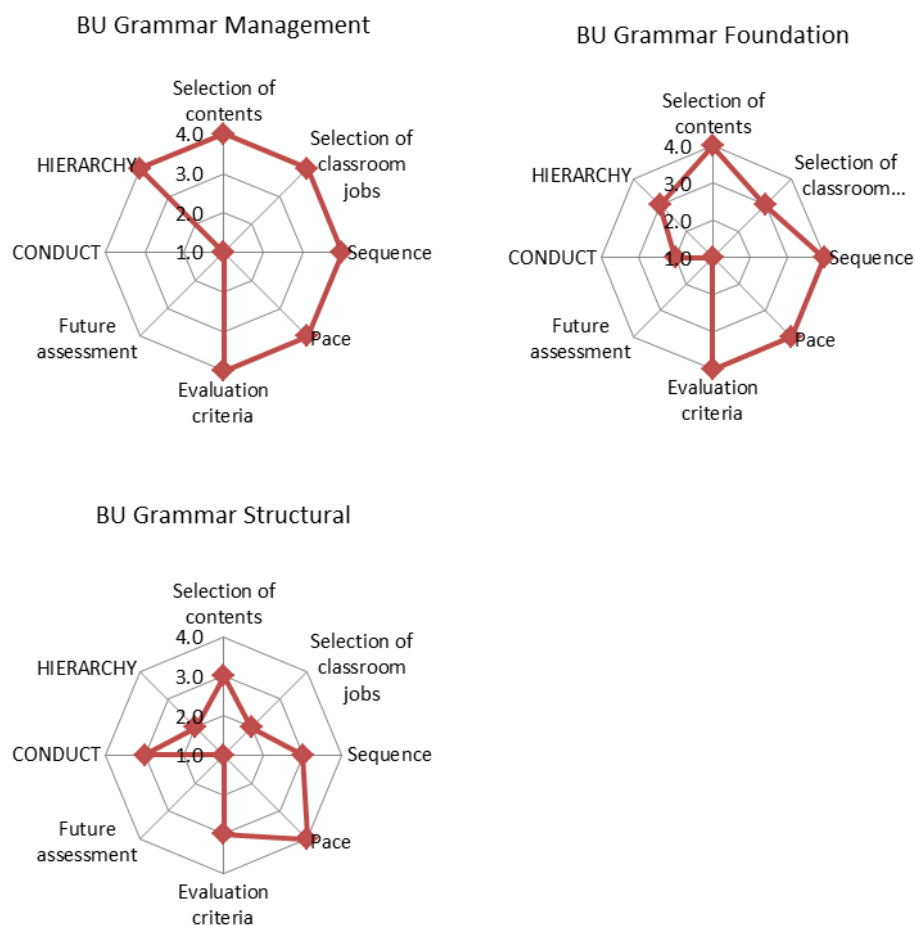 BU Grammar Management
Selection of
contents
4.0
Selection of
classroom
jobs
HIERARCHY
3.0
2.0
CONDUCT
1.0
Sequence
Future
assessment
Pace
Evaluation
criteria
BU Grammar Foundation
Selection of
contents
4.0
Selection of
classroom...
HIERARCHY
3.0
2.0
CONDUCT
1.0
Sequence
Future
assessment
Pace
Evaluation
criteria
BU Grammar Structural
Selection of
contents
4.0
Selection of
classroom
jobs
HIERARCHY
3.0
2.0
CONDUCT
1.0
Sequence
Future
assessment
Pace
Evaluation
criteria